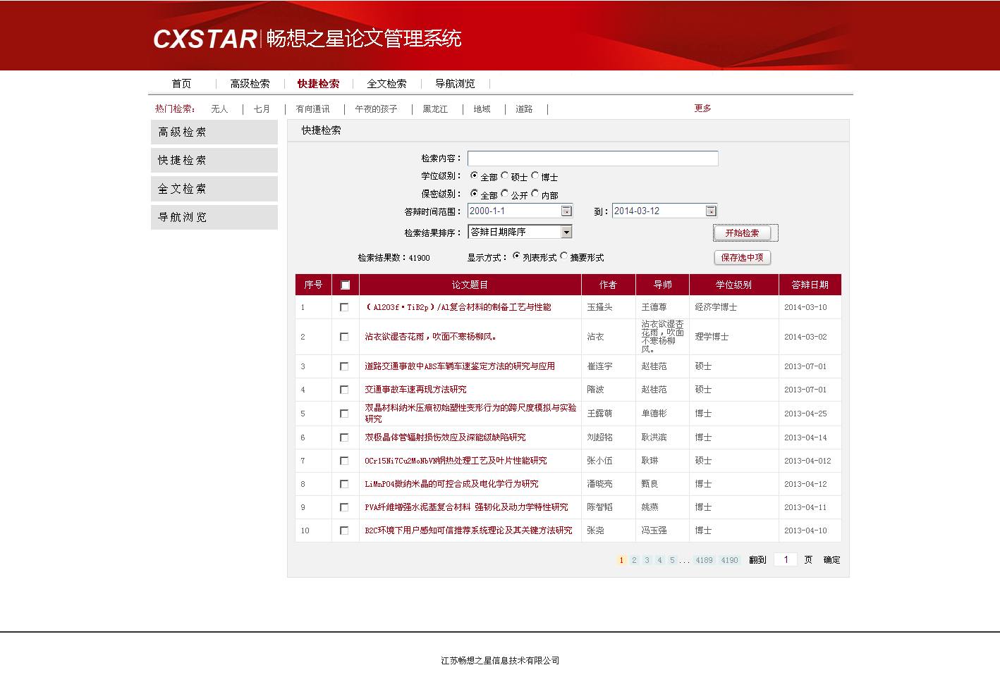 CXSTAR 畅想之星论文管理系统
首页 高级检索 快捷检索 全文检索 导航浏览
热门检索: 无人 七月 有向通讯 午夜的孩子 黑龙江 地域 道路 更多
高级检索
快捷检索
全文检索
导航浏览
快捷检索
检索内容:
学位级别: 全部 硕士 博士
保密级别: 全部 公开 内部
答辩时间范围: 2000-1-1 到: 2014-03-12
检索结果排序: 答辩日期降序 开始检索
检索结果数:41900 显示方式: 列表形式 摘要形式 保存选中项
序号 论文题目 作者 导师 学位级别 答辩日期
1 (Al2O3f·TiB2p)/Al复合材料的制备工艺与性能 玉搔头 王德尊 经济学博士 2014-03-10
2 沾衣欲湿杏花雨,吹面不寒杨柳风。 沾衣 沾衣欲湿杏花雨,吹面不寒杨柳风。 理学博士 2014-03-02
3 道路交通事故中ABS车辆车速鉴定方法的研究与应用 崔连宇 赵桂范 硕士 2013-07-01
4 交通事故车速再现方法研究 隋波 赵桂范 硕士 2013-07-01
5 双晶材料纳米压痕初始塑性变形行为的跨尺度模拟与实验研究 王露萌 单德彬 博士 2013-04-25
6 双极晶体管辐射损伤效应及深能级缺陷研究 刘超铭 耿洪滨 博士 2013-04-14
7 0Cr15Ni7Cu2MoNbVN钢热处理工艺及叶片性能研究 张小伍 耿琳 硕士 2013-04-012
8 LiMnPO4微纳米晶的可控合成及电化学行为研究 潘晓亮 甄良 博士 2013-04-12
9 PVA纤维增强水泥基复合材料 强韧化及动力学特性研究 陈智韬 姚燕 博士 2013-04-11
10 B2C环境下用户感知可信推荐系统理论及其关键方法研究 张尧 冯玉强 博士 2013-04-10
1 2 3 4 5 ... 4189 4190 翻到 1 页 确定
江苏畅想之星信息技术有限公司